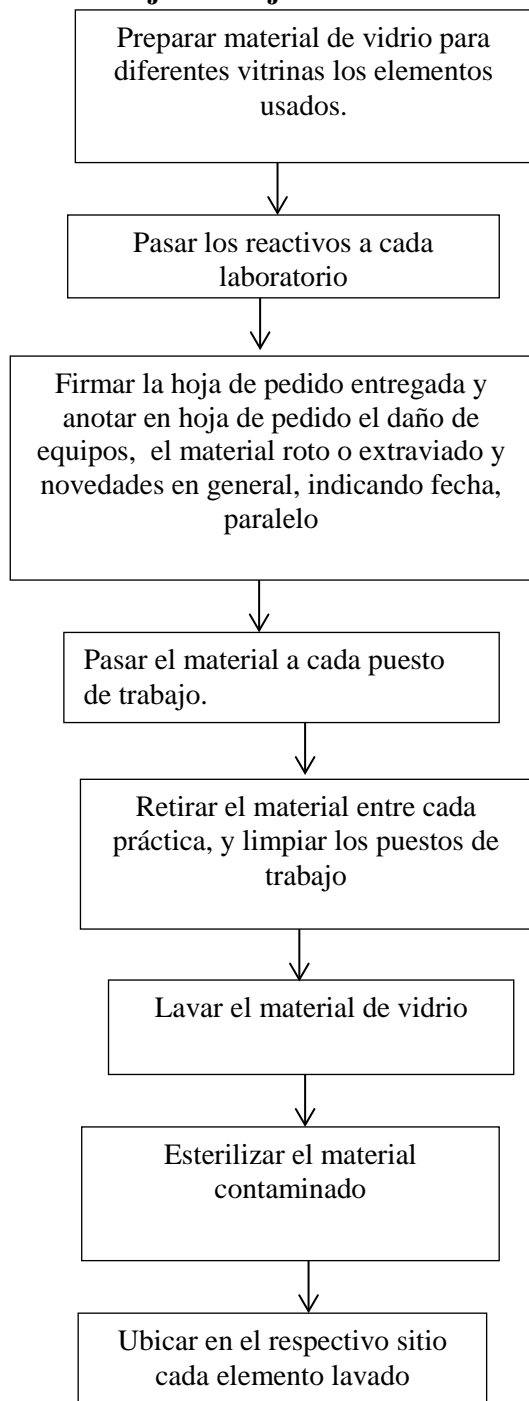 Preparar material de vidrio para
diferentes vitrinas los elementos
usados.
Pasar los reactivos a cada
laboratorio
Firmar la hoja de pedido entregada y
anotar en hoja de pedido el daño de
equipos, el material roto o extraviado y
novedades en general, indicando fecha,
paralelo
Pasar el material a cada puesto
de trabajo.
Retirar el material entre cada
práctica, y limpiar los puestos de
trabajo
Lavar el material de vidrio
Esterilizar el material
contaminado
Ubicar en el respectivo sitio
cada elemento lavado